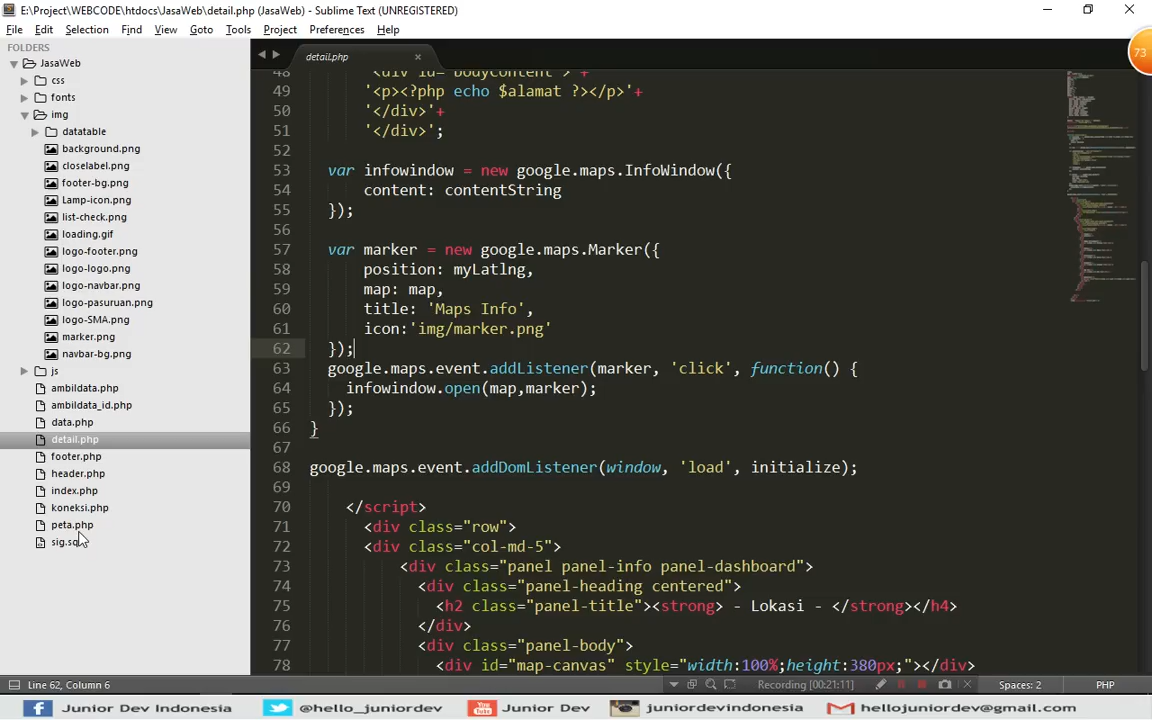 E:\Project\WEBCODE\htdocs\JasaWeb\detail.php (JasaWeb) - Sublime Text (UNREGISTERED)
File Edit Selection Find View Goto Tools Project Preferences Help
FOLDERS
JasaWeb
css
fonts
img
datatable
background.png
closelabel.png
footer-bg.png
Lamp-icon.png
list-check.png
loading.gif
logo-footer.png
logo-logo.png
logo-navbar.png
logo-pasuruan.png
logo-SMA.png
marker.png
navbar-bg.png
js
ambildata.php
ambildata_id.php
data.php
detail.php
footer.php
header.php
index.php
koneksi.php
peta.php
detail.php
73
48 '<div id="bodyContent">'+
49 '<p><?php echo $alamat ?></p>'+
50 '</div>'+
51 '</div>';
52
53 var infowindow = new google.maps.InfoWindow({
54 content: contentString
55 });
56
57 var marker = new google.maps.Marker({
58 position: myLatlng,
59 map: map,
60 title: 'Maps Info',
61 icon:'img/marker.png'
62 });
63 google.maps.event.addListener(marker, 'click', function() {
64 infowindow.open(map,marker);
65 });
66 }
67
68 google.maps.event.addDomListener(window, 'load', initialize);
69
70 </script>
71 <div class="row">
72 <div class="col-md-5">
73 <div class="panel panel-info panel-dashboard">
74 <div class="panel-heading centered">
75 <h2 class="panel-title"><strong> - Lokasi - </strong></h4>
76 </div>
77 <div class="panel-body">
78 <div id="map-canvas" style="width:100%;height:380px;"></div>
Line 62, Column 6 Recording [00:21:11] Spaces: 2 PHP
Junior Dev Indonesia @hello_juniordev Junior Dev juniordevindonesia hellojuniordev@gmail.com